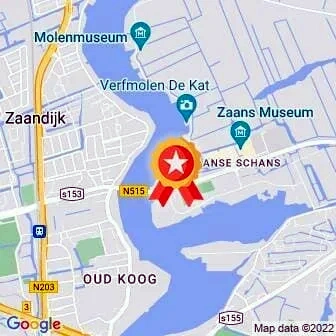 Molenmuseum
Verfmolen De Kat
Zaans Museum
Zaandijk
ANSE SCHANS
N515
s153
OUD KOOG
N203
s155
Google
Map data ©2022